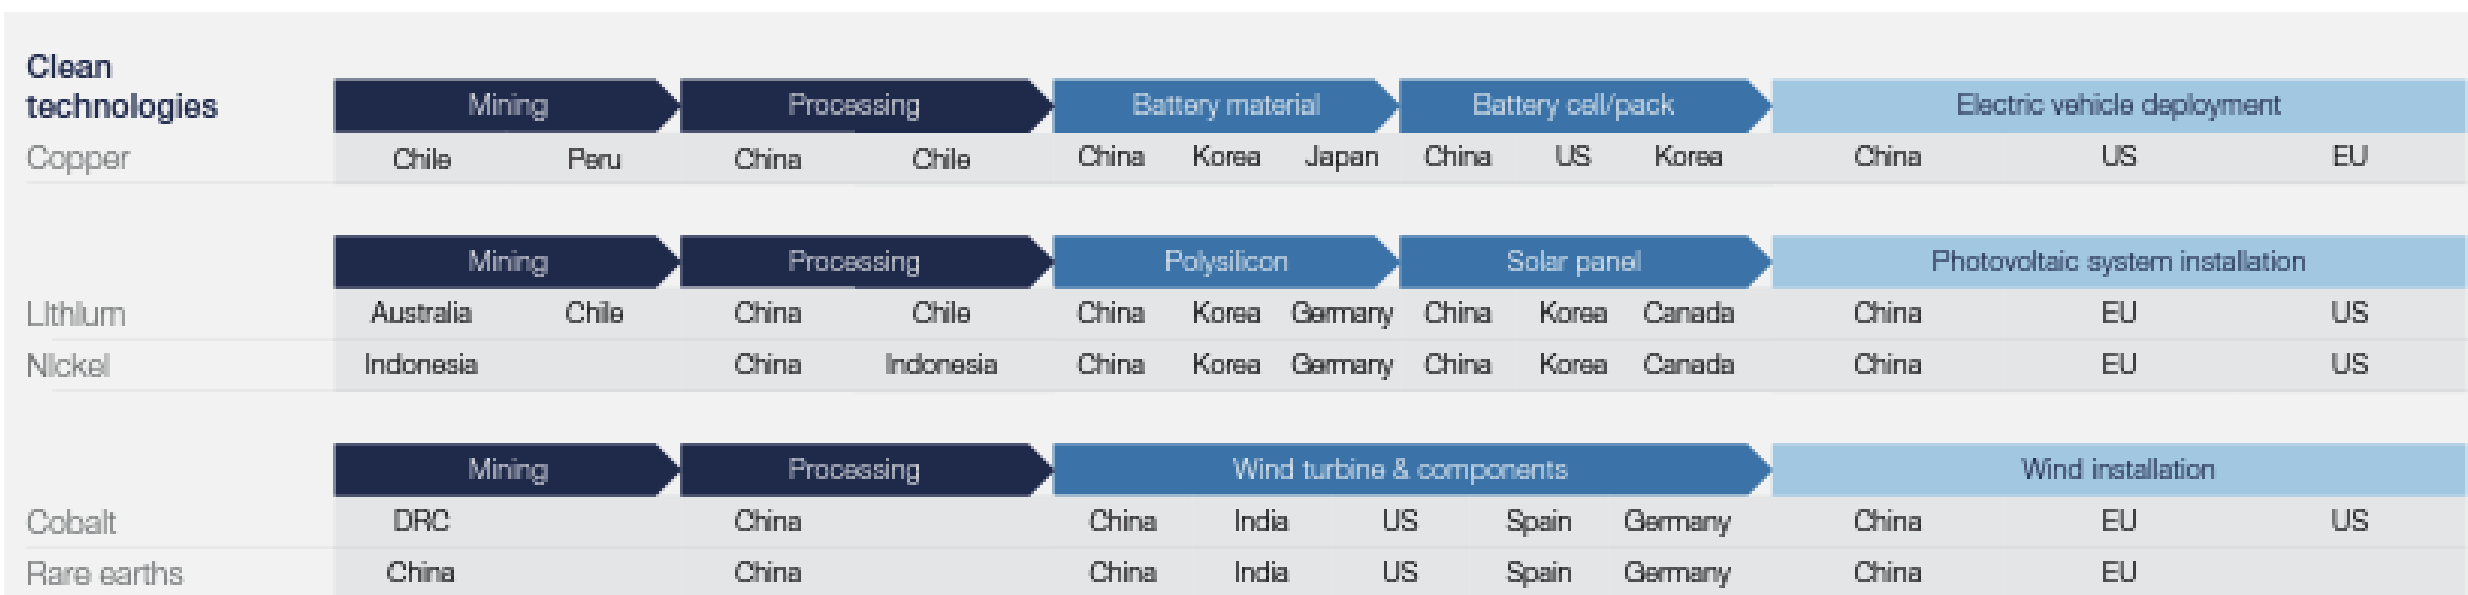 Clean
technologies
Mining Processing Battery material Battery cell/pack Electric vehicle deployment
Copper Chile Peru China Chile China Korea Japan China US Korea China US EU
Mining Processing Polysilicon Solar panel Photovoltaic system installation
Lithium Australia Chile China Chile China Korea Germany China Korea Canada China EU US
Nickel Indonesia China Indonesia China Korea Germany China Korea Canada China EU US
Mining Processing Wind turbine & components Wind installation
Cobalt DRC China China India US Spain Germany China EU US
Rare earths China China China India US Spain Germany China EU